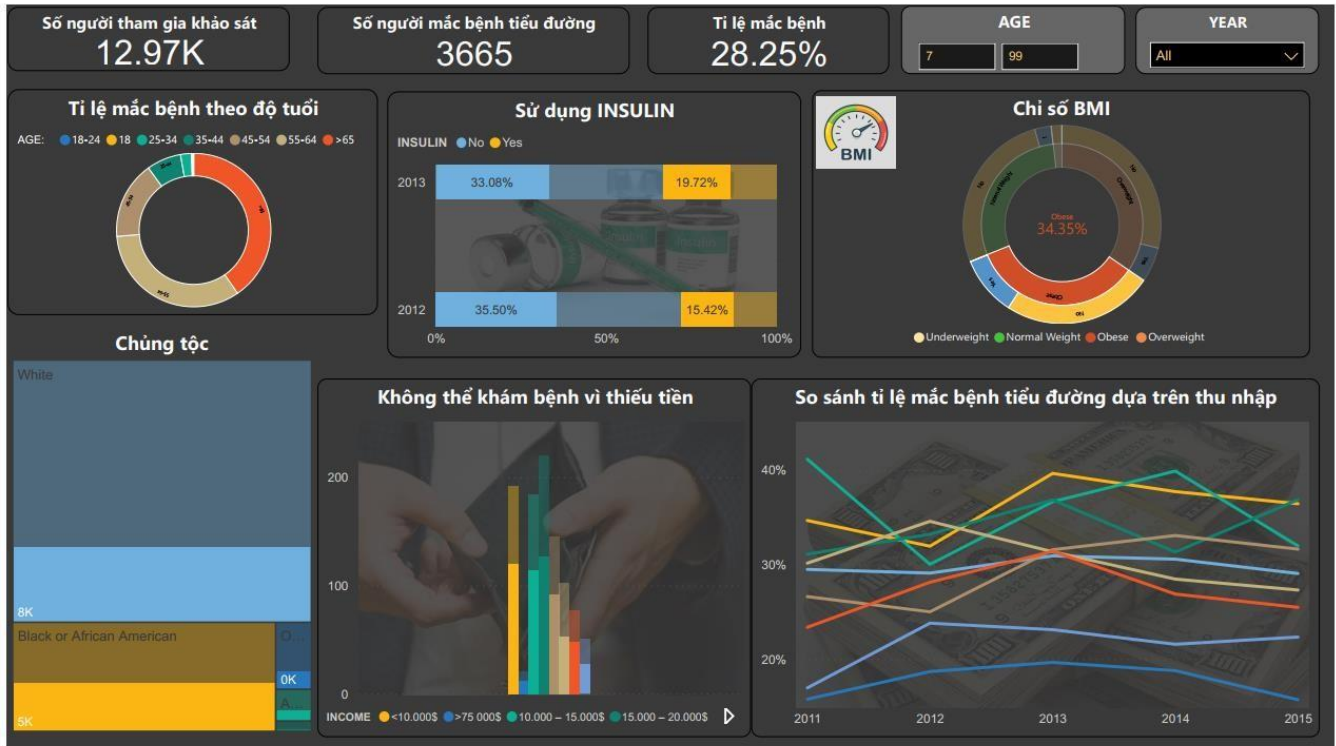 Số người tham gia khảo sát
12.97K
Số người mắc bệnh tiểu đường
3665
Tỉ lệ mắc bệnh
28.25%
AGE
7
99
YEAR
All
Tỉ lệ mắc bệnh theo độ tuổi
AGE: 18-24 18 25-34 35-44 45-54 55-64 >65
Sử dụng INSULIN
INSULIN No Yes
2013
33.08%
19.72%
2012
35.50%
15.42%
0%
50%
100%
BMI
Chỉ số BMI
Normal Weight
Overweight
Obese
34.35%
Obese
Underweight Normal Weight Obese Overweight
Chủng tộc
White
8K
Black or African American
5K
O...
0K
A...
Không thể khám bệnh vì thiếu tiền
200
100
0
INCOME <10.000$ >75 000$ 10.000 – 15.000$ 15.000 – 20.000$
So sánh tỉ lệ mắc bệnh tiểu đường dựa trên thu nhập
40%
30%
20%
2011
2012
2013
2014
2015